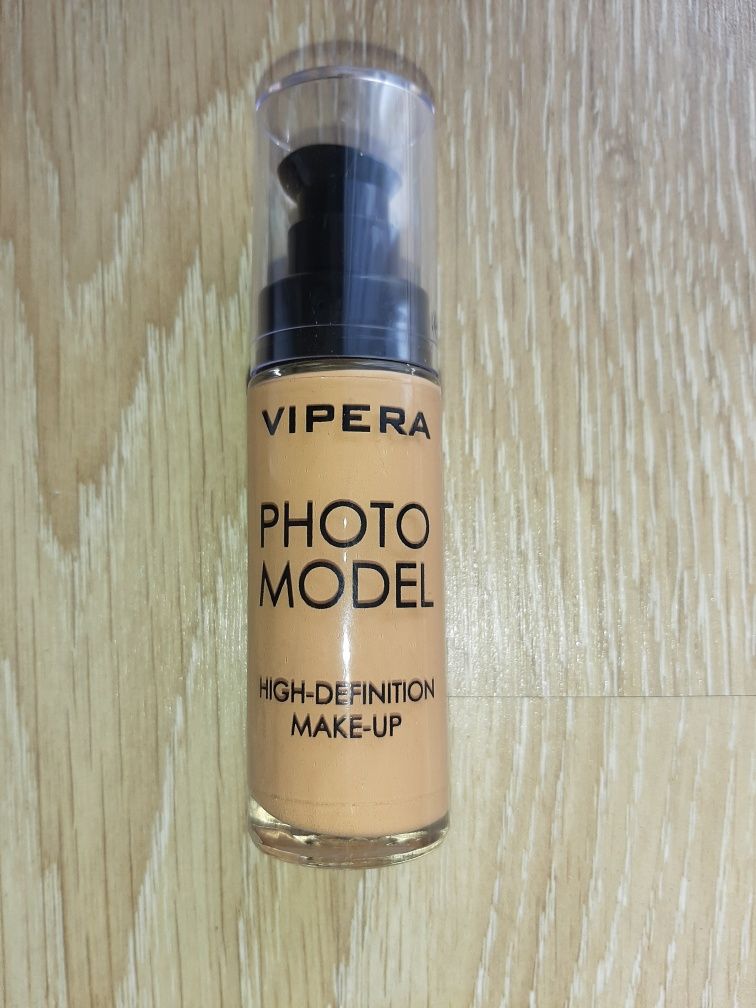 VIPERA
PHOTO
MODEL
HIGH-DEFINITION
MAKE-UP